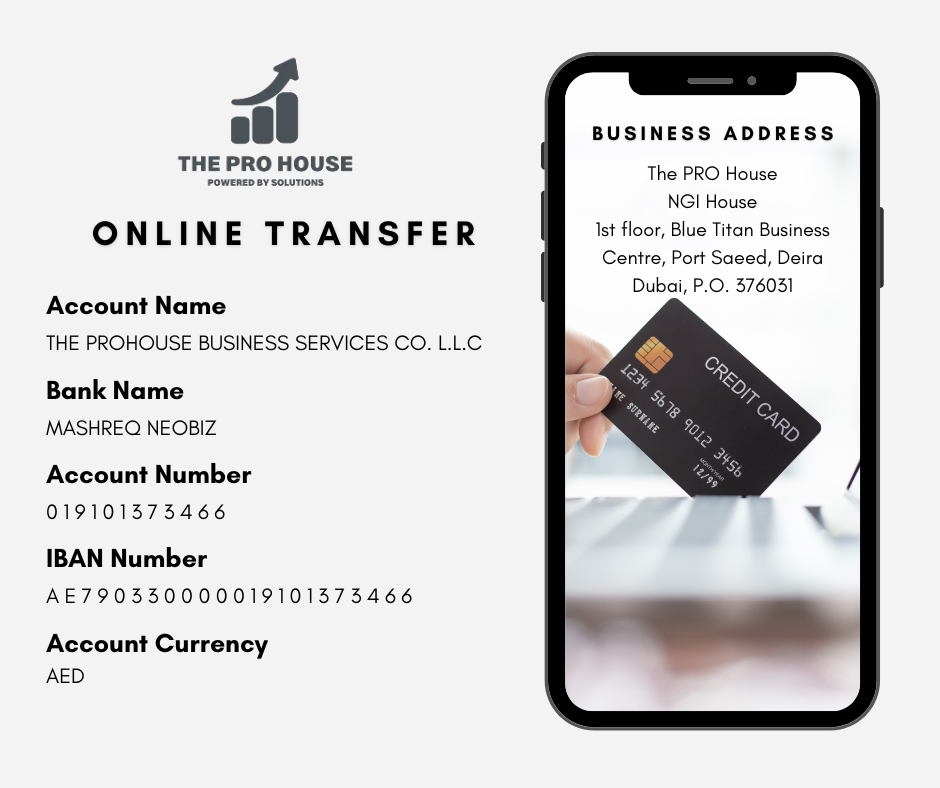 THE PRO HOUSE
POWERED BY SOLUTIONS
ONLINE TRANSFER
Account Name
THE PROHOUSE BUSINESS SERVICES CO. L.L.C
Bank Name
MASHREQ NEOBIZ
Account Number
019101373466
IBAN Number
AE790330000019101373466
Account Currency
AED
BUSINESS ADDRESS
The PRO House
NGI House
1st floor, Blue Titan Business
Centre, Port Saeed, Deira
Dubai, P.O. 376031
CREDIT CARD
1234 5678 9012 3456
SURNAME
MONTH/YEAR
12/99